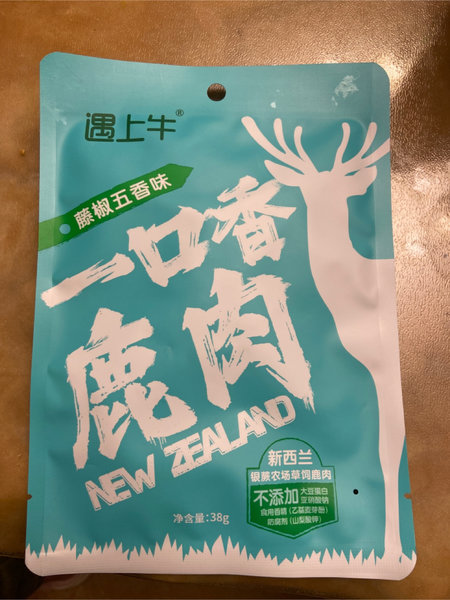 遇上牛®
藤椒五香味
一口香
鹿肉
NEW ZEALAND
新西兰
银蕨农场草饲鹿肉
不添加 大豆蛋白
亚硝酸钠
食用香精(乙基麦芽酚)
防腐剂(山梨酸钾)
净含量:38g